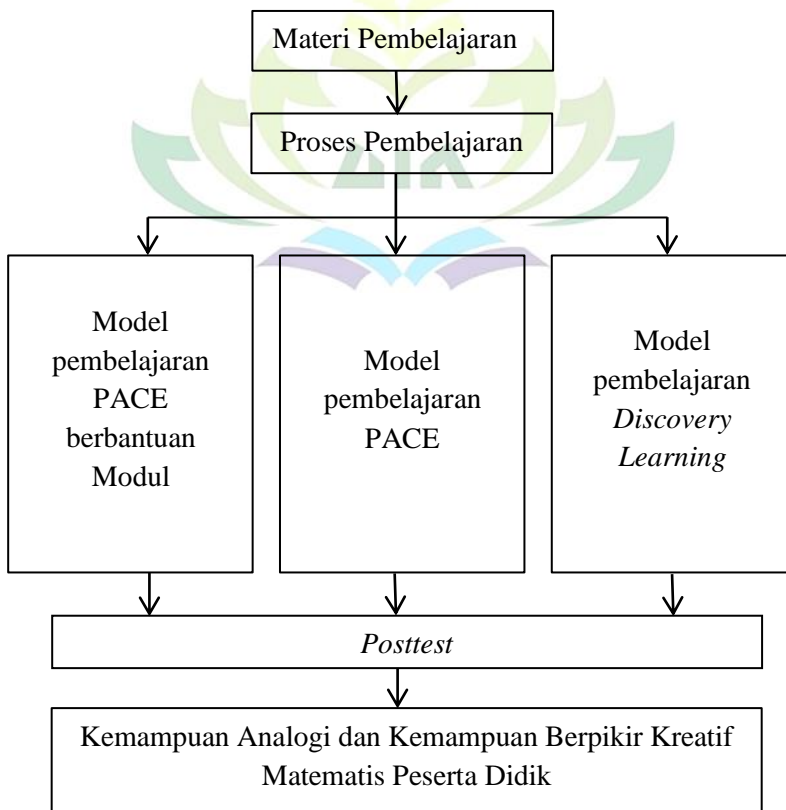 Materi Pembelajaran
Proses Pembelajaran
Model
pembelajaran
PACE
berbantuan
Modul
Model
pembelajaran
PACE
Model
pembelajaran
Discovery
Learning
Posttest
Kemampuan Analogi dan Kemampuan Berpikir Kreatif
Matematis Peserta Didik